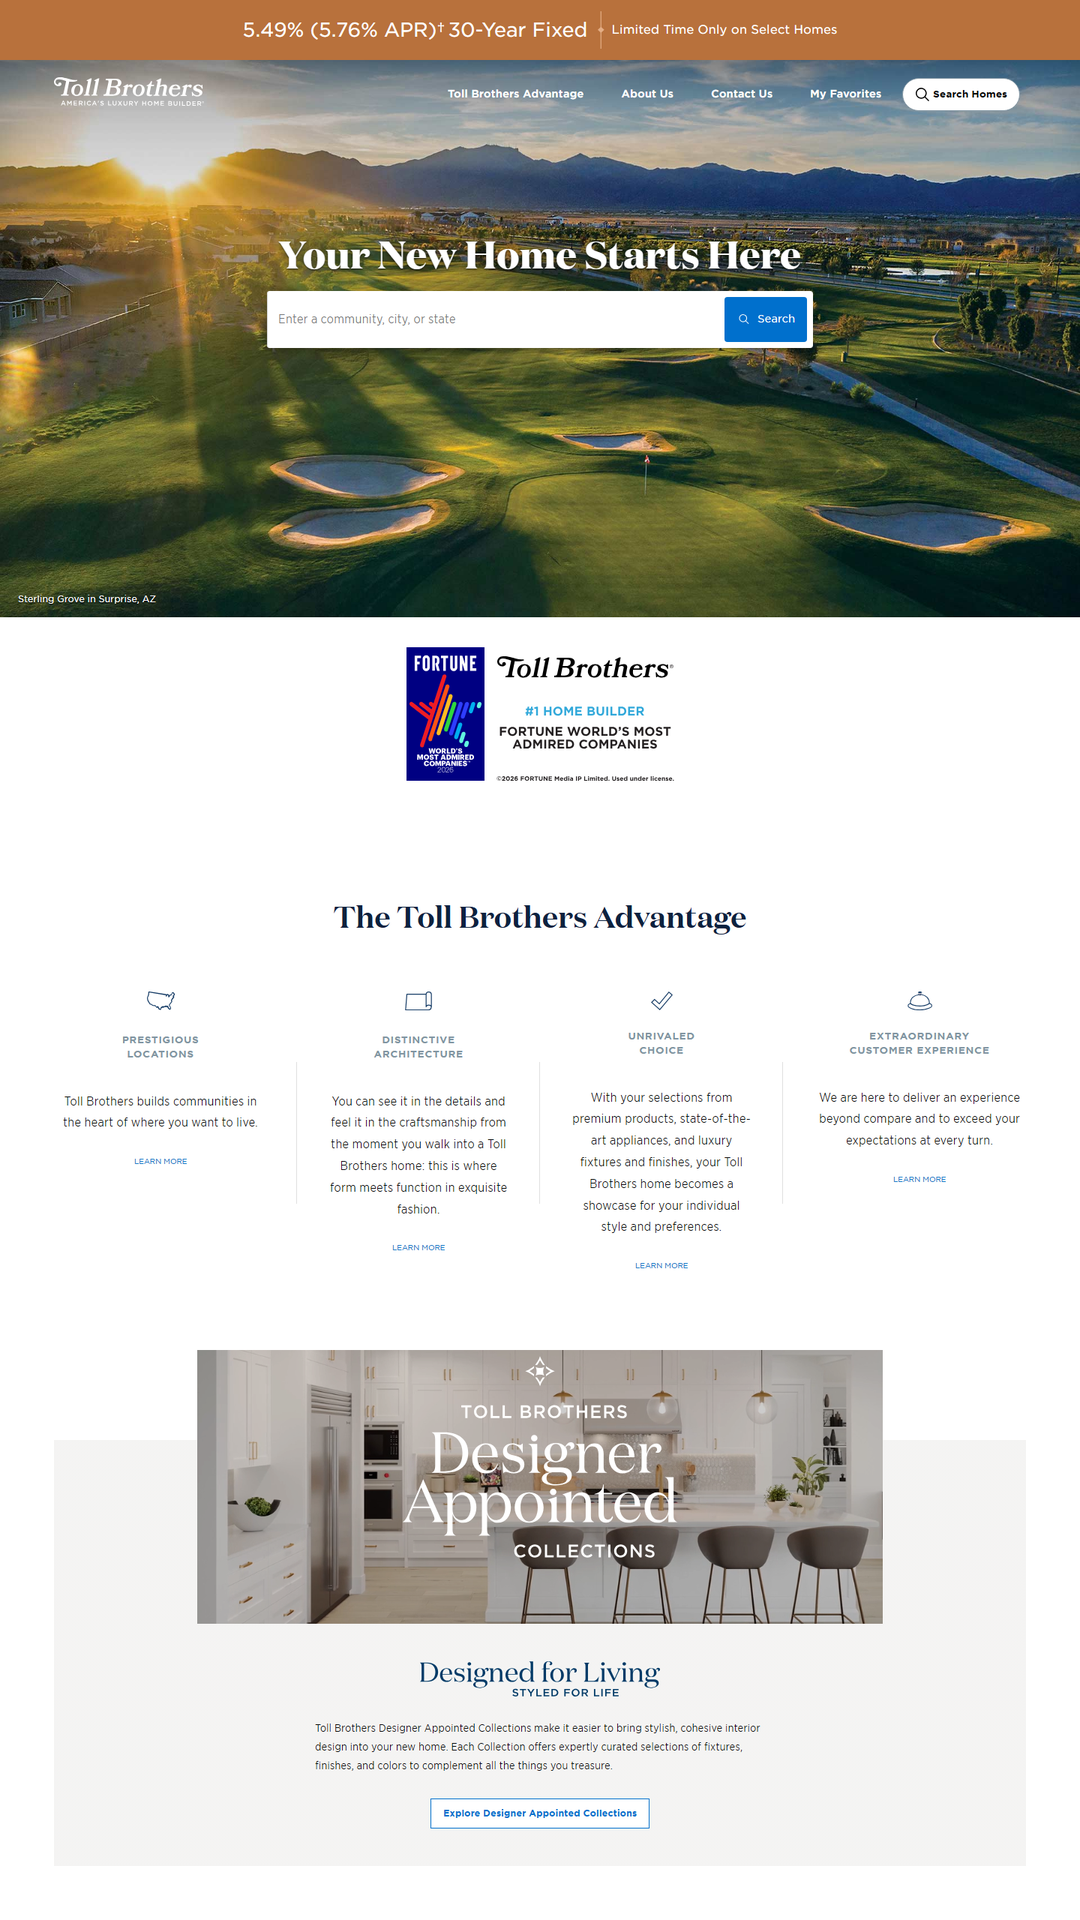 5.49% (5.76% APR)† 30-Year Fixed
Limited Time Only on Select Homes
Toll Brothers
AMERICA'S LUXURY HOME BUILDER®
Toll Brothers Advantage
About Us
Contact Us
My Favorites
Search Homes
Your New Home Starts Here
Enter a community, city, or state
Search
Sterling Grove in Surprise, AZ
FORTUNE
WORLD'S
MOST ADMIRED
COMPANIES™
2026
Toll Brothers®
#1 HOME BUILDER
FORTUNE WORLD'S MOST
ADMIRED COMPANIES
©2026 FORTUNE Media IP Limited. Used under license.
The Toll Brothers Advantage
PRESTIGIOUS
LOCATIONS
Toll Brothers builds communities in
the heart of where you want to live.
LEARN MORE
DISTINCTIVE
ARCHITECTURE
You can see it in the details and
feel it in the craftsmanship from
the moment you walk into a Toll
Brothers home: this is where
form meets function in exquisite
fashion.
LEARN MORE
UNRIVALED
CHOICE
With your selections from
premium products, state-of-the-
art appliances, and luxury
fixtures and finishes, your Toll
Brothers home becomes a
showcase for your individual
style and preferences.
LEARN MORE
EXTRAORDINARY
CUSTOMER EXPERIENCE
We are here to deliver an experience
beyond compare and to exceed your
expectations at every turn.
LEARN MORE
TOLL BROTHERS
Designer
Appointed
COLLECTIONS
Designed for Living
STYLED FOR LIFE
Toll Brothers Designer Appointed Collections make it easier to bring stylish, cohesive interior
design into your new home. Each Collection offers expertly curated selections of fixtures,
finishes, and colors to complement all the things you treasure.
Explore Designer Appointed Collections